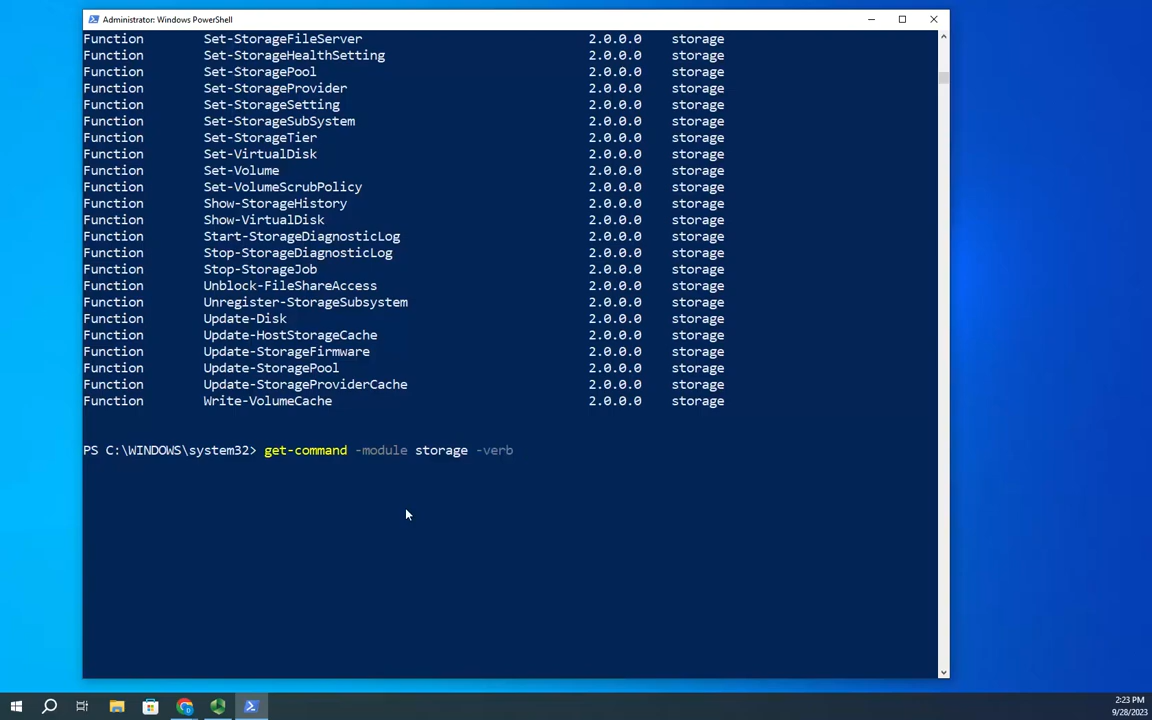 Administrator: Windows PowerShell
Function Set-StorageFileServer 2.0.0.0 storage
Function Set-StorageHealthSetting 2.0.0.0 storage
Function Set-StoragePool 2.0.0.0 storage
Function Set-StorageProvider 2.0.0.0 storage
Function Set-StorageSetting 2.0.0.0 storage
Function Set-StorageSubSystem 2.0.0.0 storage
Function Set-StorageTier 2.0.0.0 storage
Function Set-VirtualDisk 2.0.0.0 storage
Function Set-Volume 2.0.0.0 storage
Function Set-VolumeScrubPolicy 2.0.0.0 storage
Function Show-StorageHistory 2.0.0.0 storage
Function Show-VirtualDisk 2.0.0.0 storage
Function Start-StorageDiagnosticLog 2.0.0.0 storage
Function Stop-StorageDiagnosticLog 2.0.0.0 storage
Function Stop-StorageJob 2.0.0.0 storage
Function Unblock-FileShareAccess 2.0.0.0 storage
Function Unregister-StorageSubsystem 2.0.0.0 storage
Function Update-Disk 2.0.0.0 storage
Function Update-HostStorageCache 2.0.0.0 storage
Function Update-StorageFirmware 2.0.0.0 storage
Function Update-StoragePool 2.0.0.0 storage
Function Update-StorageProviderCache 2.0.0.0 storage
Function Write-VolumeCache 2.0.0.0 storage
PS C:\WINDOWS\system32> get-command -module storage -verb
2:23 PM
9/28/2023